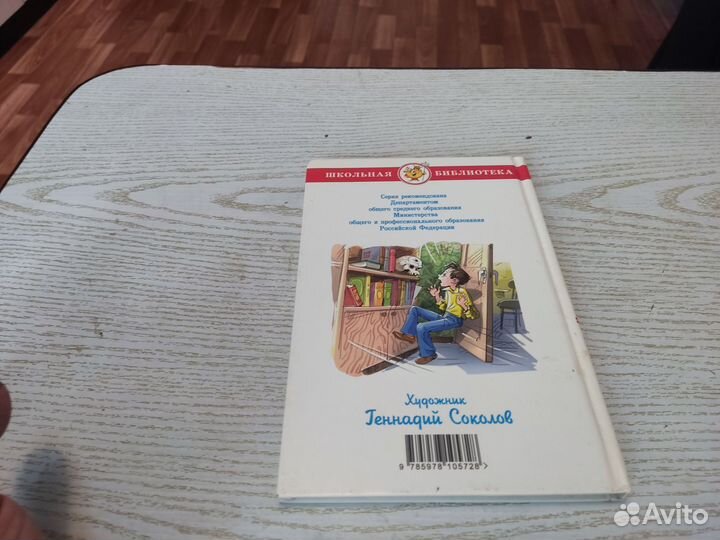 ШКОЛЬНАЯ БИБЛИОТЕКА
Серия рекомендована
Департаментом
общего среднего образования
Министерства
общего и профессионального образования
Российской Федерации
Художник
Геннадий Соколов
9 785978 105728 >
Avito